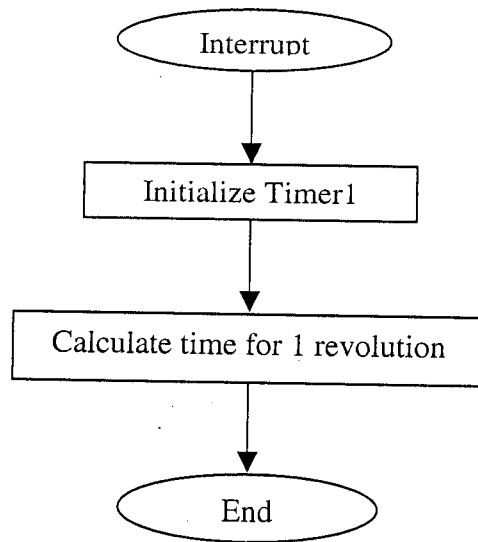 Interrupt
Initialize Timer1
Calculate time for 1 revolution
End